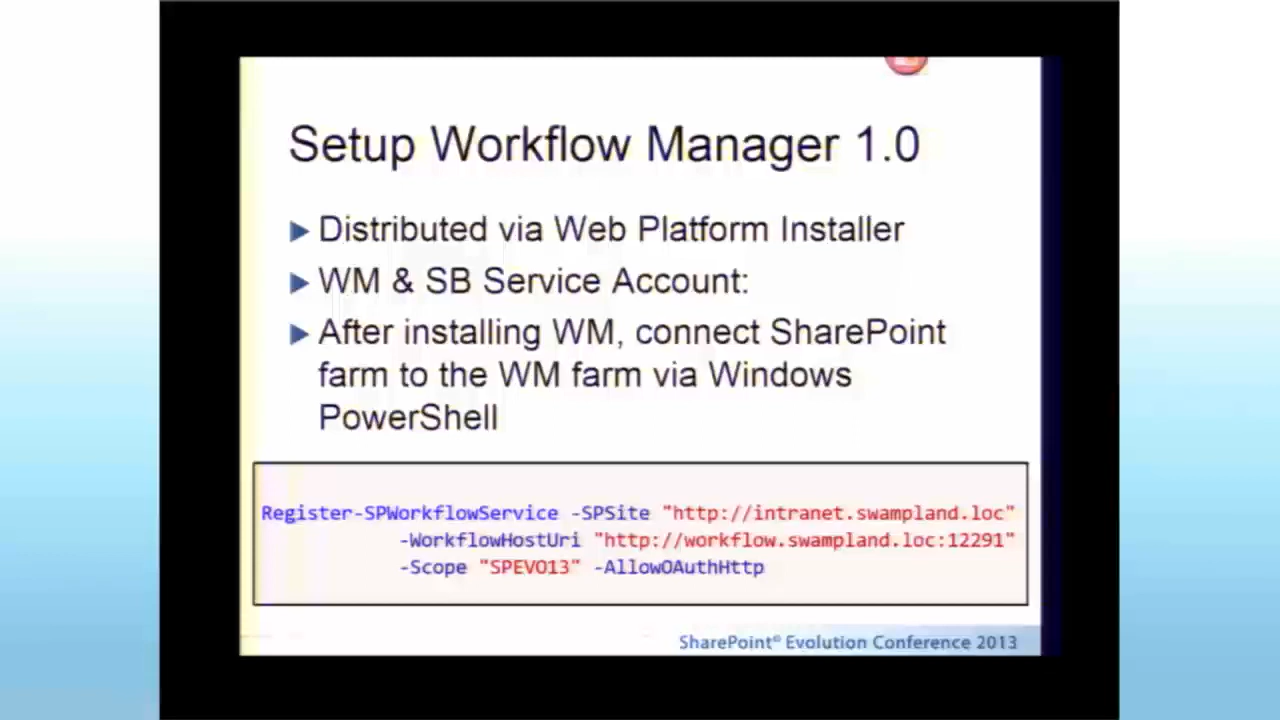 Setup Workflow Manager 1.0
Distributed via Web Platform Installer
WM & SB Service Account:
After installing WM, connect SharePoint
farm to the WM farm via Windows
PowerShell
Register-SPWorkflowService -SPSite "http://intranet.swampland.loc"
-WorkflowHostUri "http://workflow.swampland.loc:12291"
-Scope "SPEVO13" -AllowOAuthHttp
SharePoint® Evolution Conference 2013